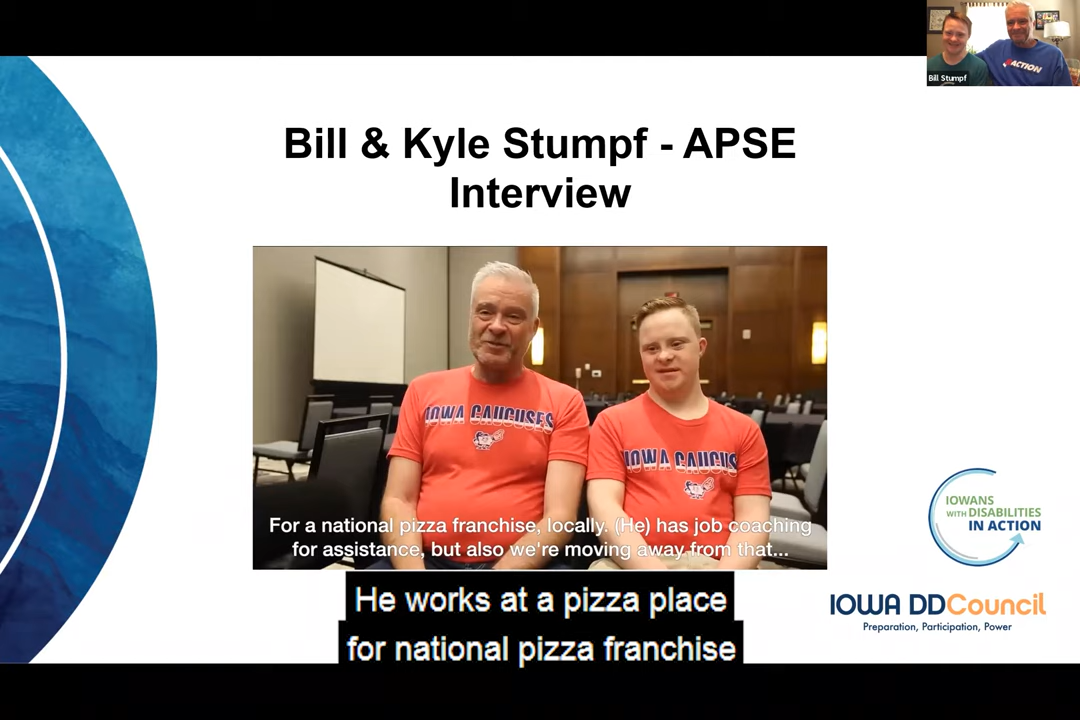 Bill Stumpf
ACTION
Bill & Kyle Stumpf - APSE
Interview
IOWA CAUCUSES
IOWA CAUCUS
For a national pizza franchise, locally. (He) has job coaching
for assistance, but also we're moving away from that...
He works at a pizza place
for national pizza franchise
IOWANS
WITH DISABILITIES
IN ACTION
IOWA DDCouncil
Preparation, Participation, Power